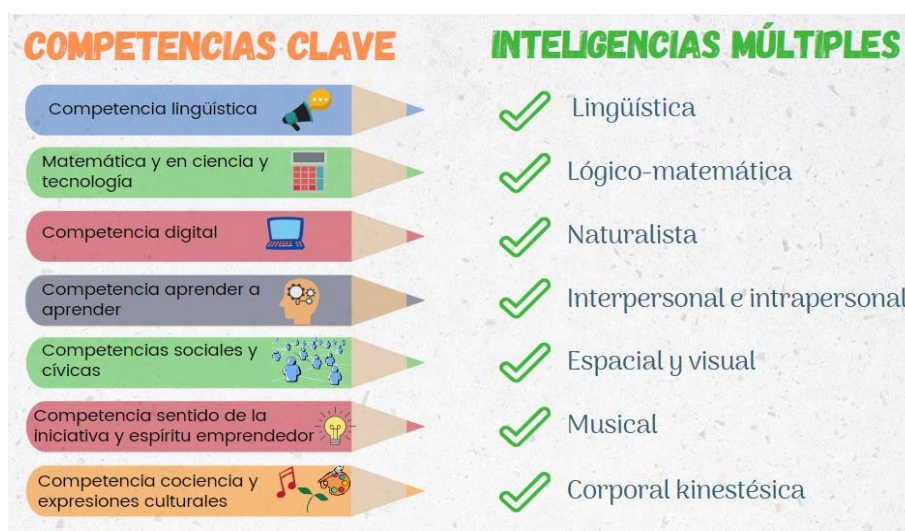 COMPETENCIAS CLAVE
Competencia lingüística
Matemática y en ciencia y
tecnología
Competencia digital
Competencia aprender a
aprender
Competencias sociales y
cívicas
Competencia sentido de la
iniciativa y espíritu emprendedor
Competencia cociencia y
expresiones culturales
INTELIGENCIAS MÚLTIPLES
Lingüística
Lógico-matemática
Naturalista
Interpersonal e intrapersonal
Espacial y visual
Musical
Corporal kinestésica